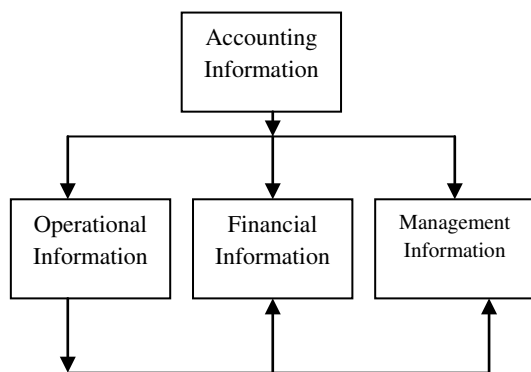 Accounting
Information
Operational
Information
Financial
Information
Management
Information